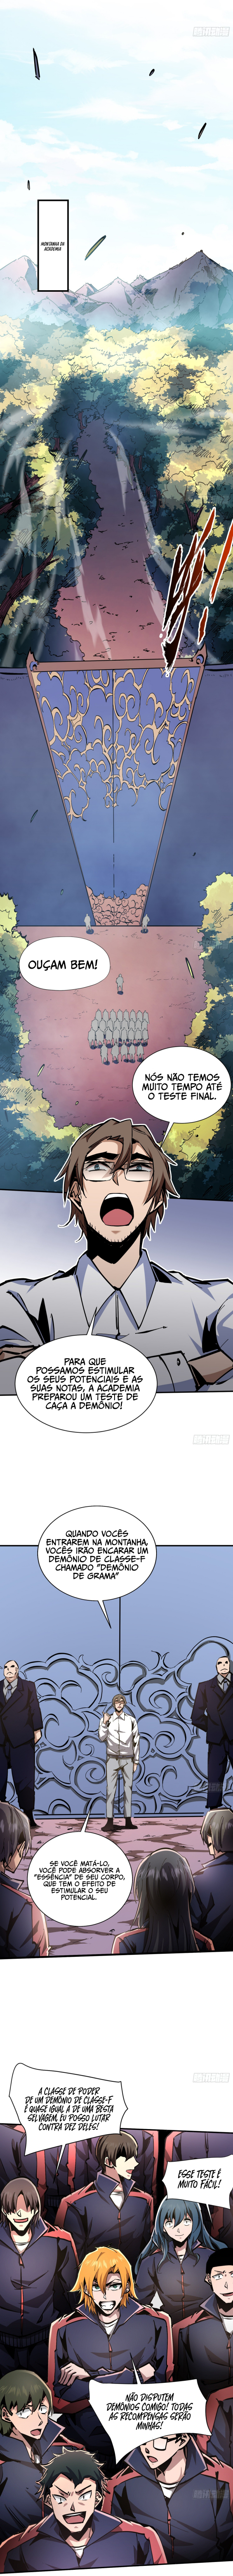 MONTANHA DA
ACADEMIA
OUÇAM BEM!
NÓS NÃO TEMOS
MUITO TEMPO ATÉ
O TESTE FINAL.
PARA QUE
POSSAMOS ESTIMULAR
OS SEUS POTENCIAIS E AS
SUAS NOTAS, A ACADEMIA
PREPAROU UM TESTE DE
CAÇA A DEMÔNIO!
QUANDO VOCÊS
ENTRAREM NA MONTANHA,
VOCÊS IRÃO ENCARAR UM
DEMÔNIO DE CLASSE-F
CHAMADO "DEMÔNIO
DE GRAMA"
SE VOCÊ MATÁ-LO,
VOCÊ PODE ABSORVER A
"ESSÊNCIA" DE SEU CORPO,
QUE TEM O EFEITO DE
ESTIMULAR O SEU
POTENCIAL.
A CLASSE DE PODER
DE UM DEMÔNIO DE CLASSE-F
É QUASE IGUAL A DE UMA BESTA
SELVAGEM, EU POSSO LUTAR
CONTRA DEZ DELES!
ESSE TESTE É
MUITO FÁCIL!
NÃO DISPUTEM
DEMÔNIOS COMIGO! TODAS
AS RECOMPENSAS SERÃO
MINHAS!